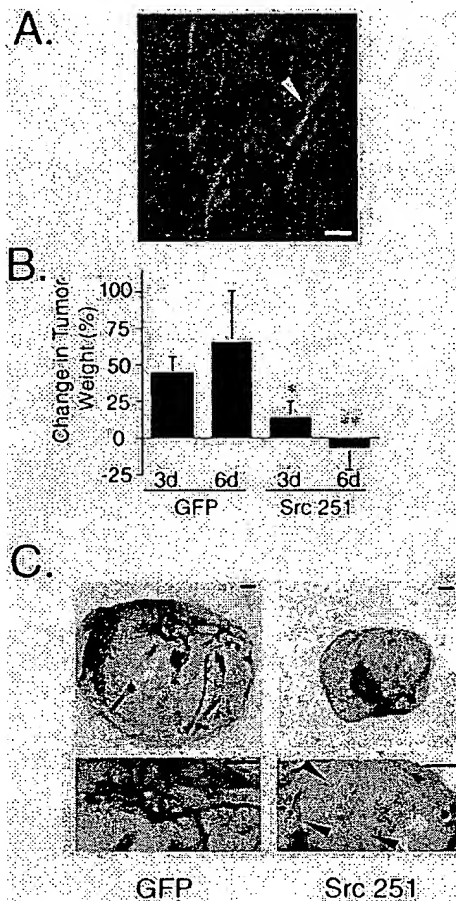 A.
B.
Change in Tumor
Weight (%)
100
75
50
25
0
-25
*
**
3d 6d 3d 6d
GFP Src 251
C.
GFP Src 251